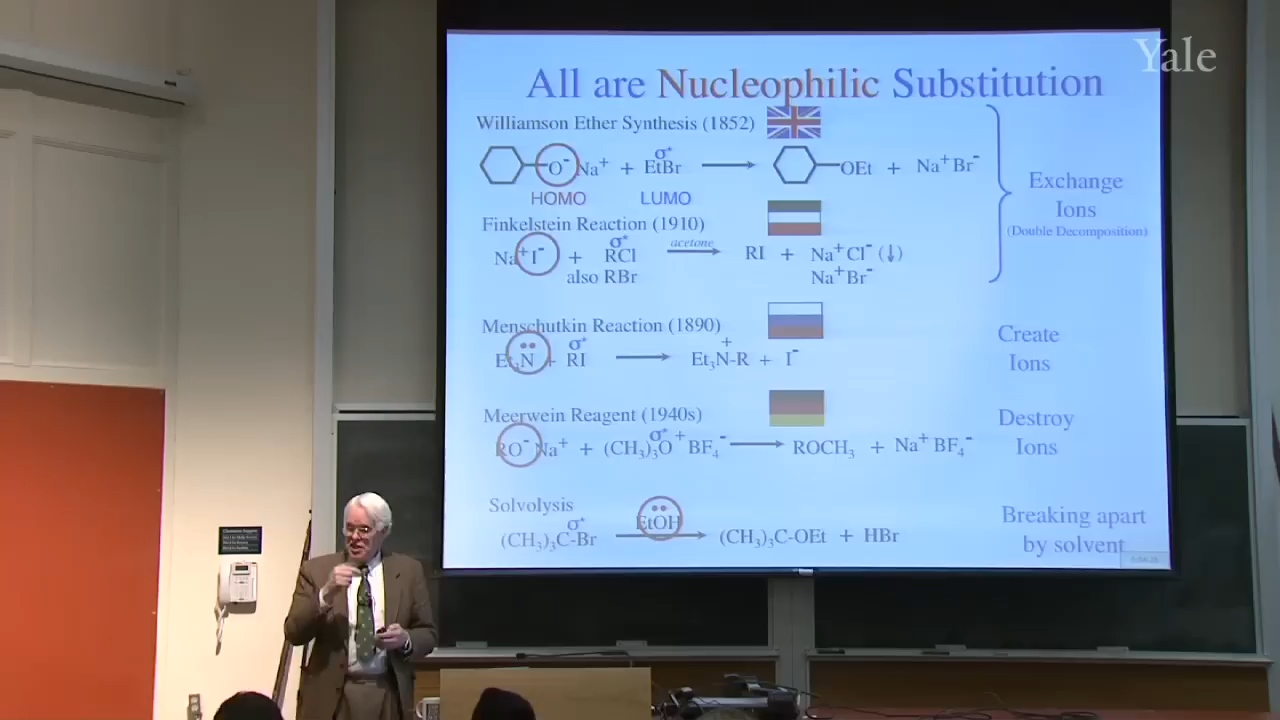 Yale
All are Nucleophilic Substitution
Williamson Ether Synthesis (1852)
O⁻ Na⁺ + EtBr → OEt + Na⁺Br⁻
σ*
HOMO LUMO
Exchange
Ions
(Double Decomposition)
Finkelstein Reaction (1910)
Na⁺ I⁻ + RCl acetone → RI + Na⁺Cl⁻ (↓)
σ*
also RBr Na⁺Br⁻
Menschutkin Reaction (1890)
Et₃N + RI → Et₃N-R + I⁻
σ* +
Create
Ions
Meerwein Reagent (1940s)
RO⁻ Na⁺ + (CH₃)₃O⁺ BF₄⁻ → ROCH₃ + Na⁺ BF₄⁻
σ*
Destroy
Ions
Solvolysis
(CH₃)₃C-Br EtOH → (CH₃)₃C-OEt + HBr
σ*
Breaking apart
by solvent